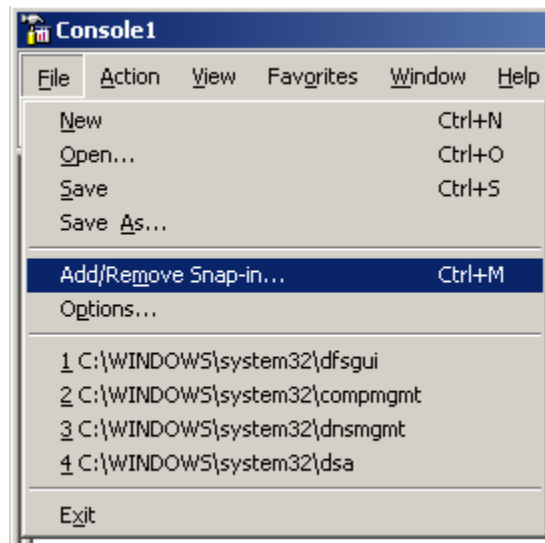 Console1
File Action View Favorites Window Help
New Ctrl+N
Open... Ctrl+O
Save Ctrl+S
Save As...
Add/Remove Snap-in... Ctrl+M
Options...
1 C:\WINDOWS\system32\dfsgui
2 C:\WINDOWS\system32\compmgmt
3 C:\WINDOWS\system32\dnsmgmt
4 C:\WINDOWS\system32\dsa
Exit